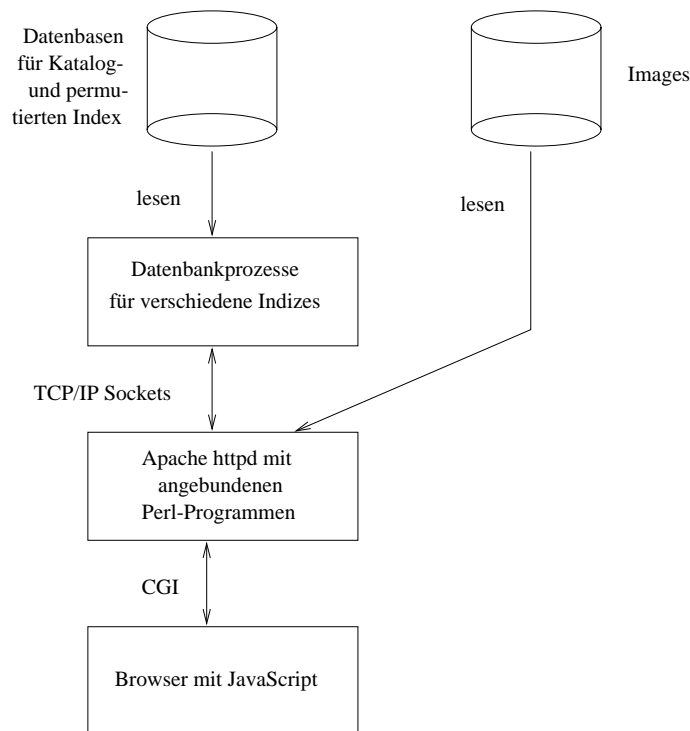 Datenbasen
für Katalog-
und permu-
tierten Index
Images
lesen
lesen
Datenbankprozesse
für verschiedene Indizes
TCP/IP Sockets
Apache httpd mit
angebundenen
Perl-Programmen
CGI
Browser mit JavaScript